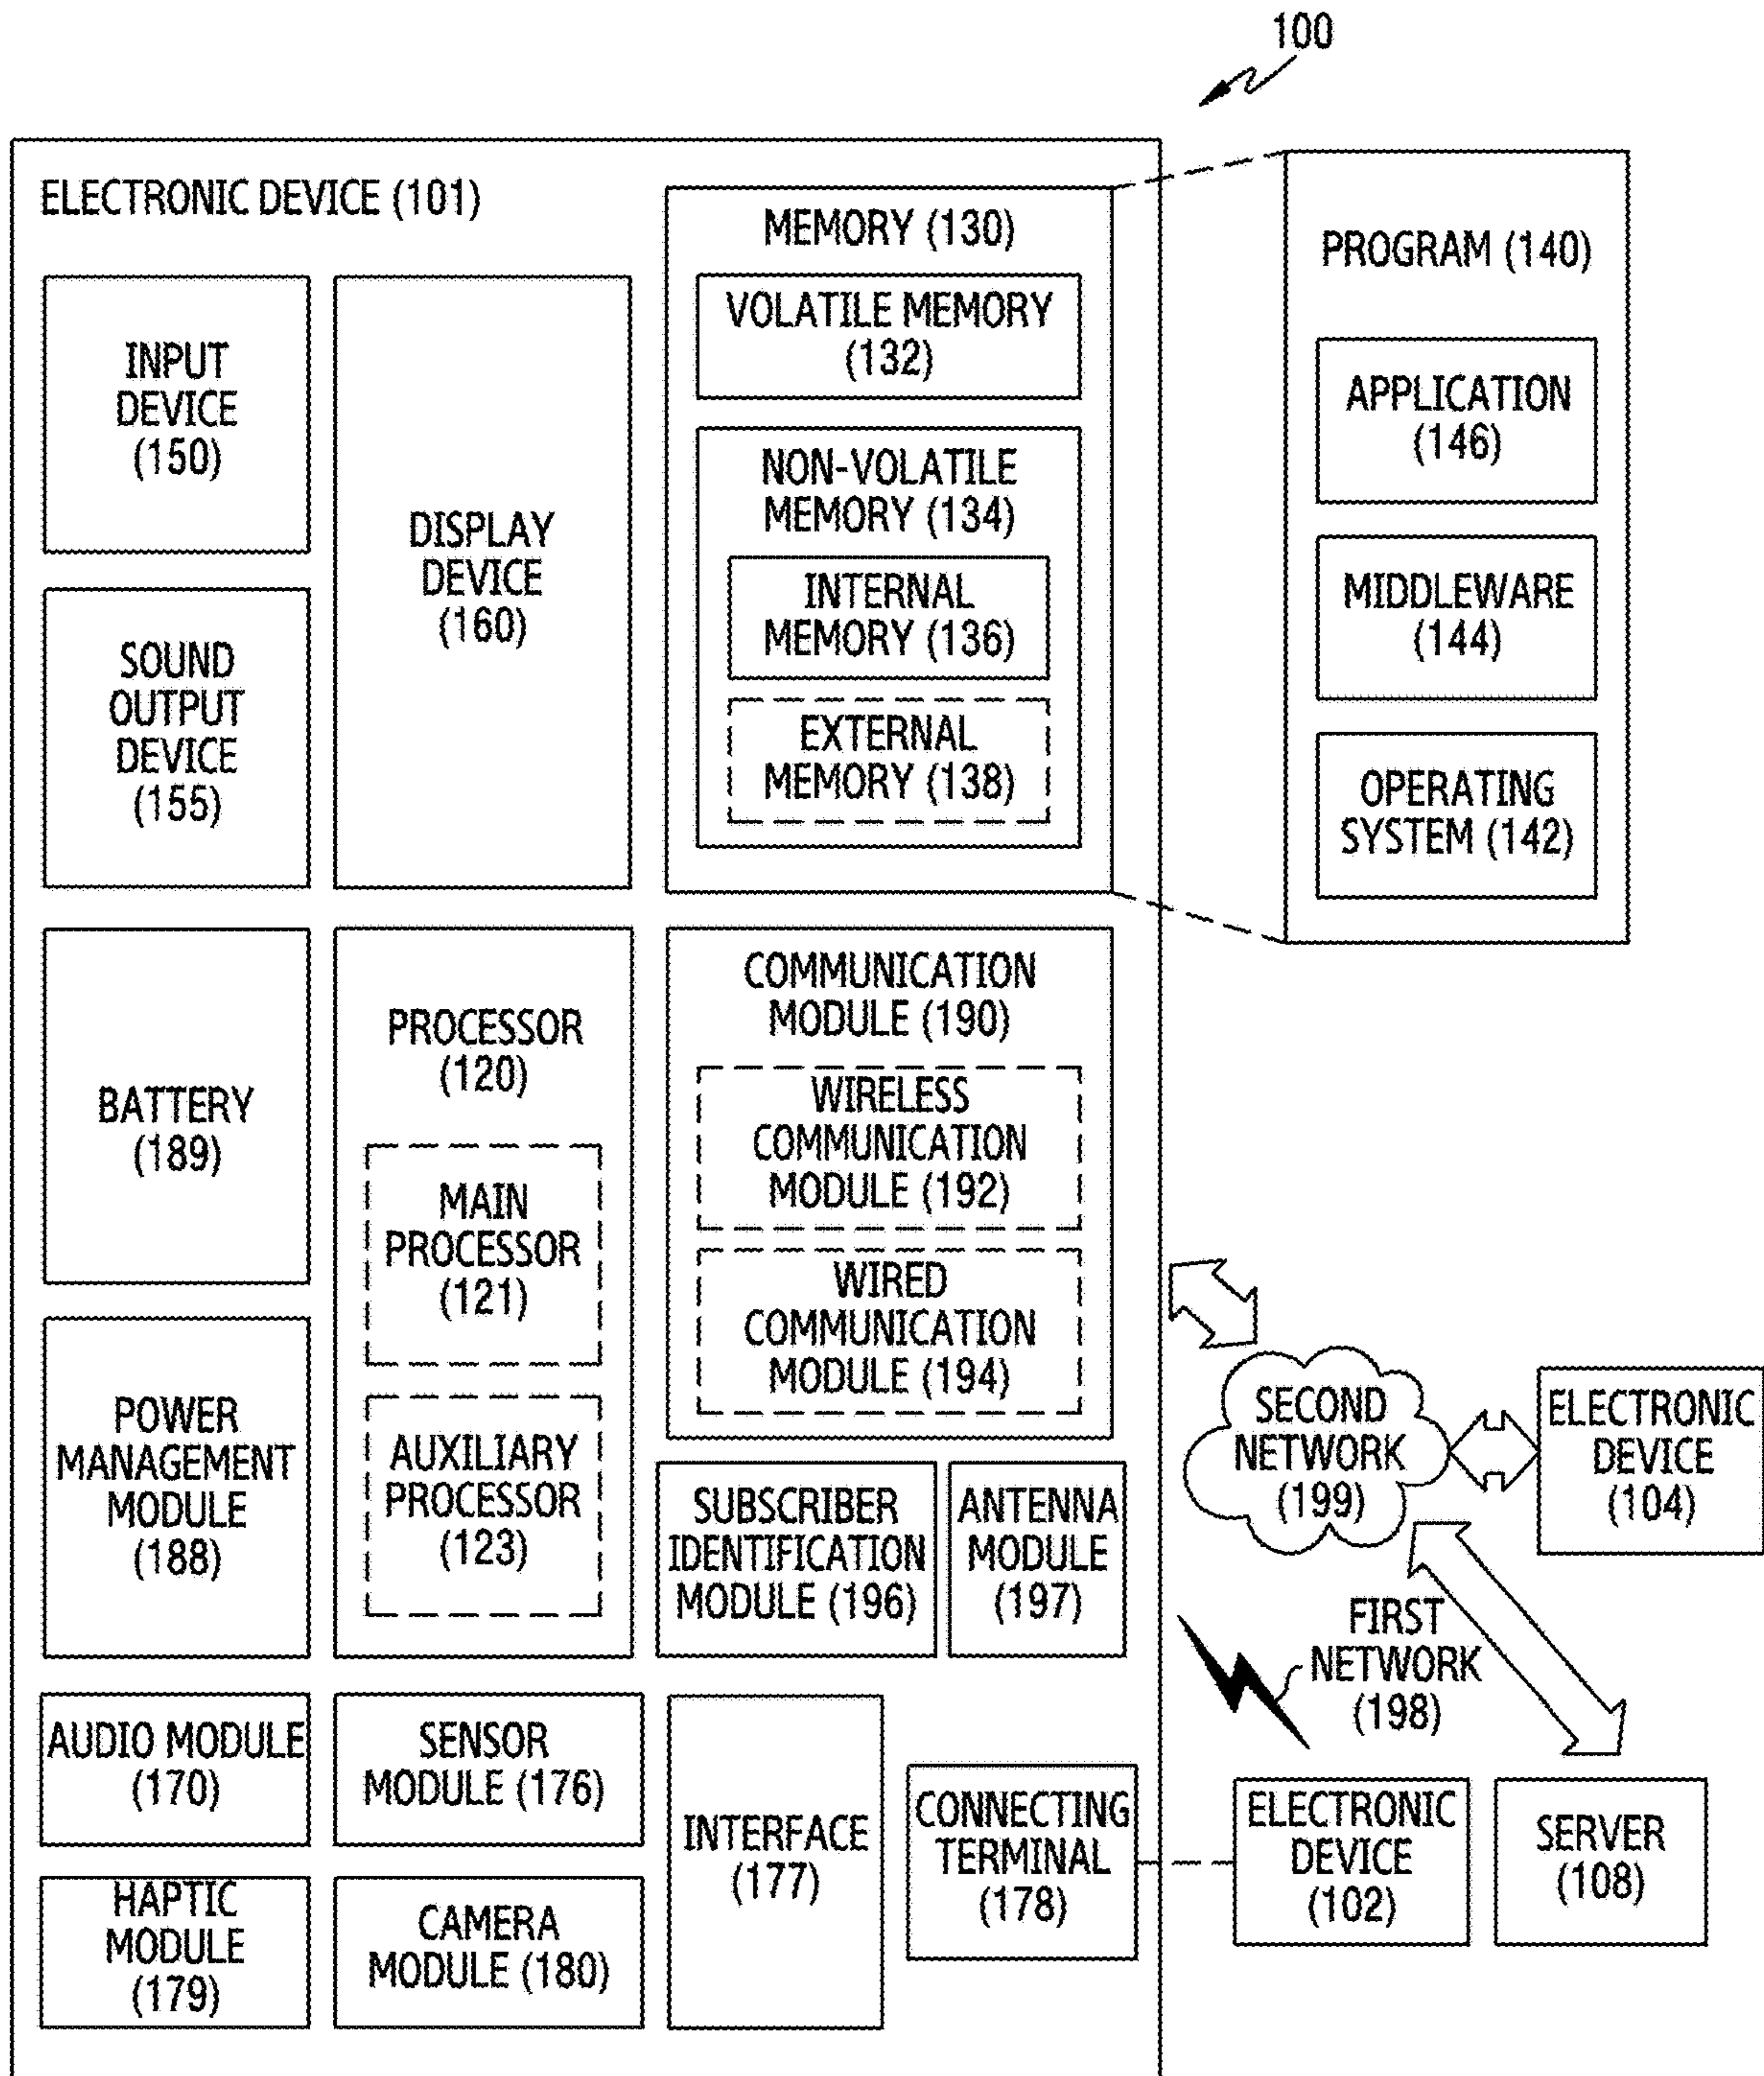 100
ELECTRONIC DEVICE (101)
INPUT
DEVICE
(150)
SOUND
OUTPUT
DEVICE
(155)
DISPLAY
DEVICE
(160)
MEMORY (130)
VOLATILE MEMORY
(132)
NON-VOLATILE
MEMORY (134)
INTERNAL
MEMORY (136)
EXTERNAL
MEMORY (138)
PROGRAM (140)
APPLICATION
(146)
MIDDLEWARE
(144)
OPERATING
SYSTEM (142)
BATTERY
(189)
POWER
MANAGEMENT
MODULE
(188)
PROCESSOR
(120)
MAIN
PROCESSOR
(121)
AUXILIARY
PROCESSOR
(123)
COMMUNICATION
MODULE (190)
WIRELESS
COMMUNICATION
MODULE (192)
WIRED
COMMUNICATION
MODULE (194)
SUBSCRIBER
IDENTIFICATION
MODULE (196)
ANTENNA
MODULE
(197)
SECOND
NETWORK
(199)
ELECTRONIC
DEVICE
(104)
FIRST
NETWORK
(198)
AUDIO MODULE
(170)
SENSOR
MODULE (176)
HAPTIC
MODULE
(179)
CAMERA
MODULE (180)
INTERFACE
(177)
CONNECTING
TERMINAL
(178)
ELECTRONIC
DEVICE
(102)
SERVER
(108)